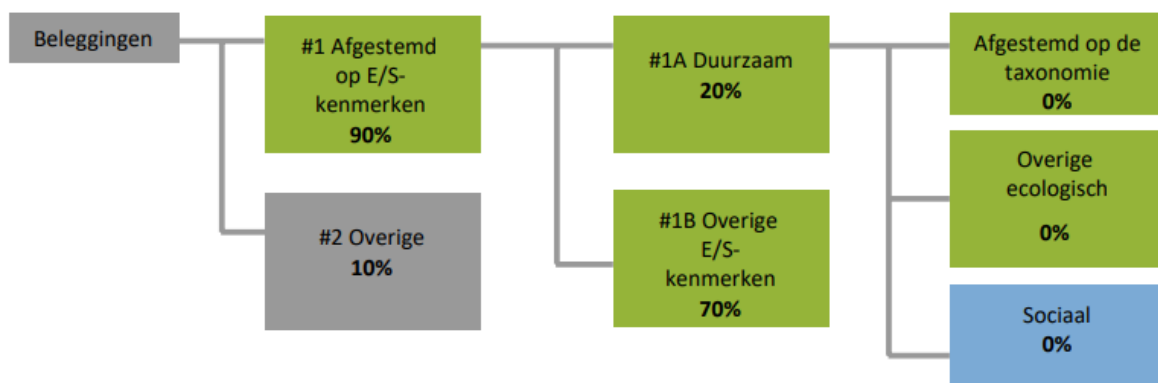 Beleggingen
#1 Afgestemd
op E/S-
kenmerken
90%
#2 Overige
10%
#1A Duurzaam
20%
#1B Overige
E/S-
kenmerken
70%
Afgestemd op de
taxonomie
0%
Overige
ecologisch
0%
Sociaal
0%